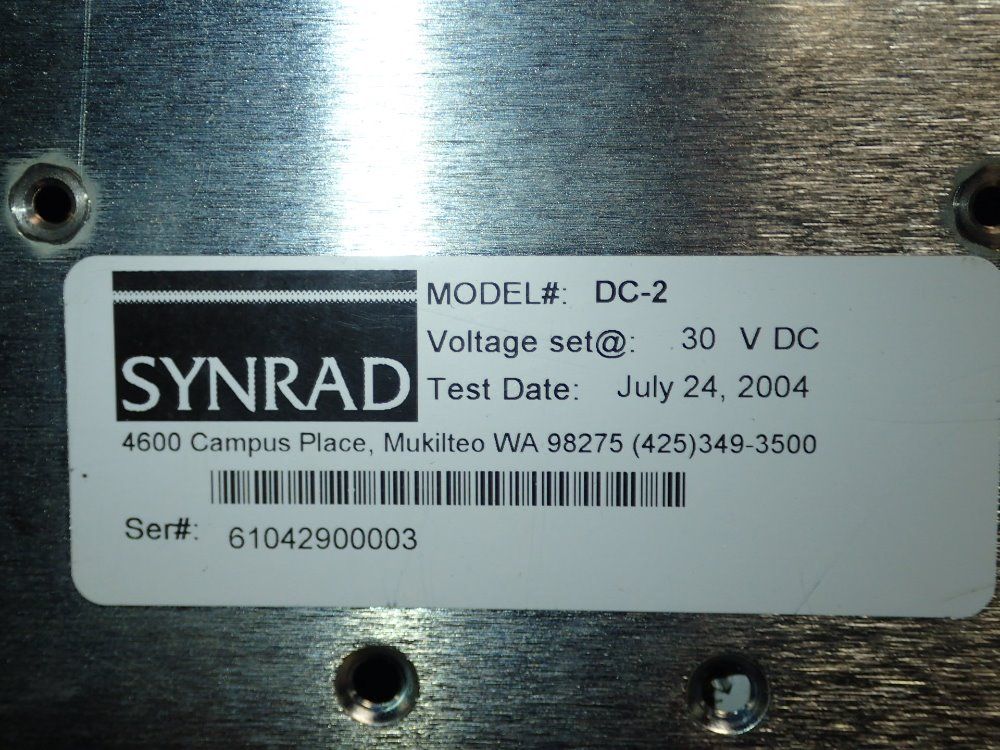 SYNRAD
MODEL#: DC-2
Voltage set@: 30 V DC
Test Date: July 24, 2004
4600 Campus Place, Mukilteo WA 98275 (425)349-3500
Ser#: 61042900003